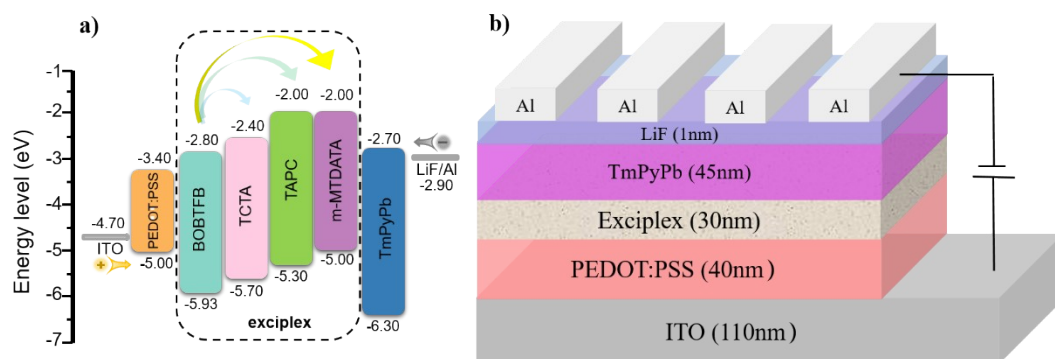 a)
Energy level (eV)
-1
-2
-3
-4
-5
-6
-7
-4.70
ITO
+
-3.40
PEDOT:PSS
-5.00
-2.80
BOBTFB
-5.93
-2.40
TCTA
-5.70
-2.00
TAPC
-5.30
-2.00
m-MTDATA
-5.00
exciplex
-2.70
TmPyPb
-6.30
−
LiF/Al
-2.90
b)
Al Al Al Al
LiF (1nm)
TmPyPb (45nm)
Exciplex (30nm)
PEDOT:PSS (40nm)
ITO (110nm)